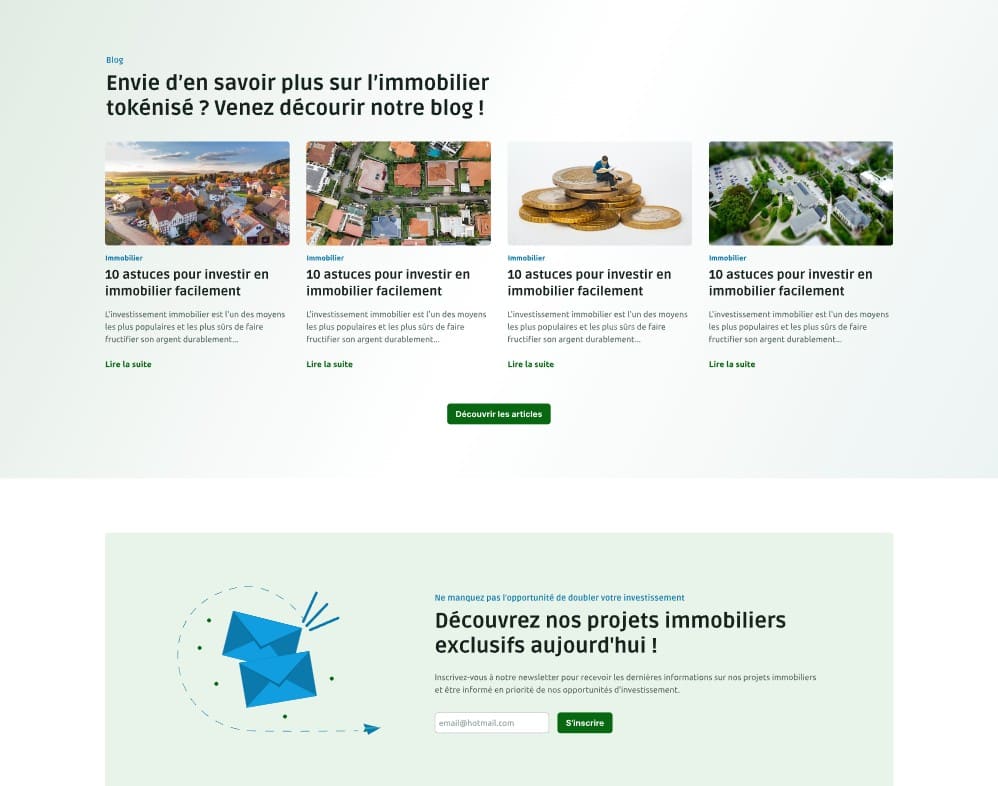 Blog
Envie d'en savoir plus sur l'immobilier
tokénisé ? Venez décourir notre blog !
Immobilier
10 astuces pour investir en
immobilier facilement
L'investissement immobilier est l'un des moyens
les plus populaires et les plus sûrs de faire
fructifier son argent durablement...
Lire la suite
Immobilier
10 astuces pour investir en
immobilier facilement
L'investissement immobilier est l'un des moyens
les plus populaires et les plus sûrs de faire
fructifier son argent durablement...
Lire la suite
Immobilier
10 astuces pour investir en
immobilier facilement
L'investissement immobilier est l'un des moyens
les plus populaires et les plus sûrs de faire
fructifier son argent durablement...
Lire la suite
Immobilier
10 astuces pour investir en
immobilier facilement
L'investissement immobilier est l'un des moyens
les plus populaires et les plus sûrs de faire
fructifier son argent durablement...
Lire la suite
Découvrir les articles
Ne manquez pas l'opportunité de doubler votre investissement
Découvrez nos projets immobiliers
exclusifs aujourd'hui !
Inscrivez-vous à notre newsletter pour recevoir les dernières informations sur nos projets immobiliers
et être informé en priorité de nos opportunités d'investissement.
email@hotmail.com
S'inscrire